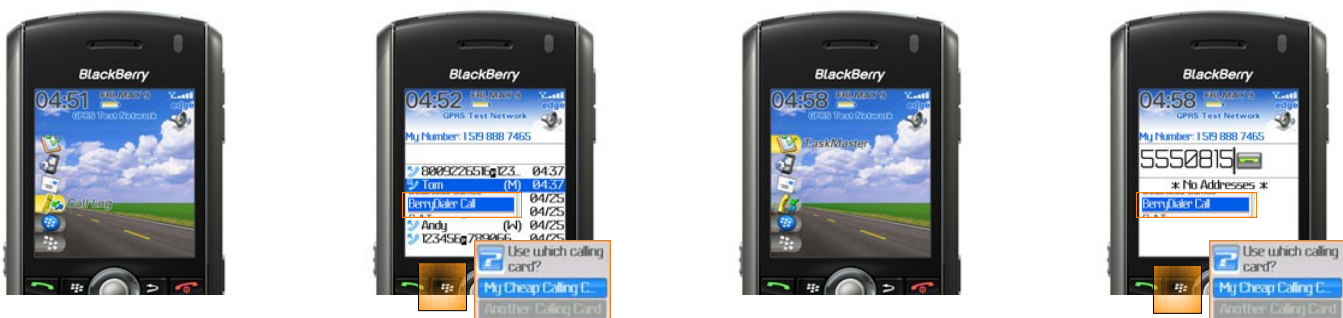 BlackBerry
04:51 FRI, MAY 9
edge
GPRS Test Network
Call Log
BlackBerry
04:52 FRI, MAY 9
edge
GPRS Test Network
My Number: 1 519 888 7465
04:37
Tom (M) 04:37
04/25
BerryDialer Call 04/25
Andy (W) 04/25
04/25
Use which calling
card?
My Cheap Calling C...
Another Calling Card
BlackBerry
04:58 FRI, MAY 9
edge
GPRS Test Network
TaskMaster
BlackBerry
04:58 FRI, MAY 9
edge
GPRS Test Network
My Number: 1 519 888 7465
5550815
* No Addresses *
BerryDialer Call
Use which calling
card?
My Cheap Calling C...
Another Calling Card